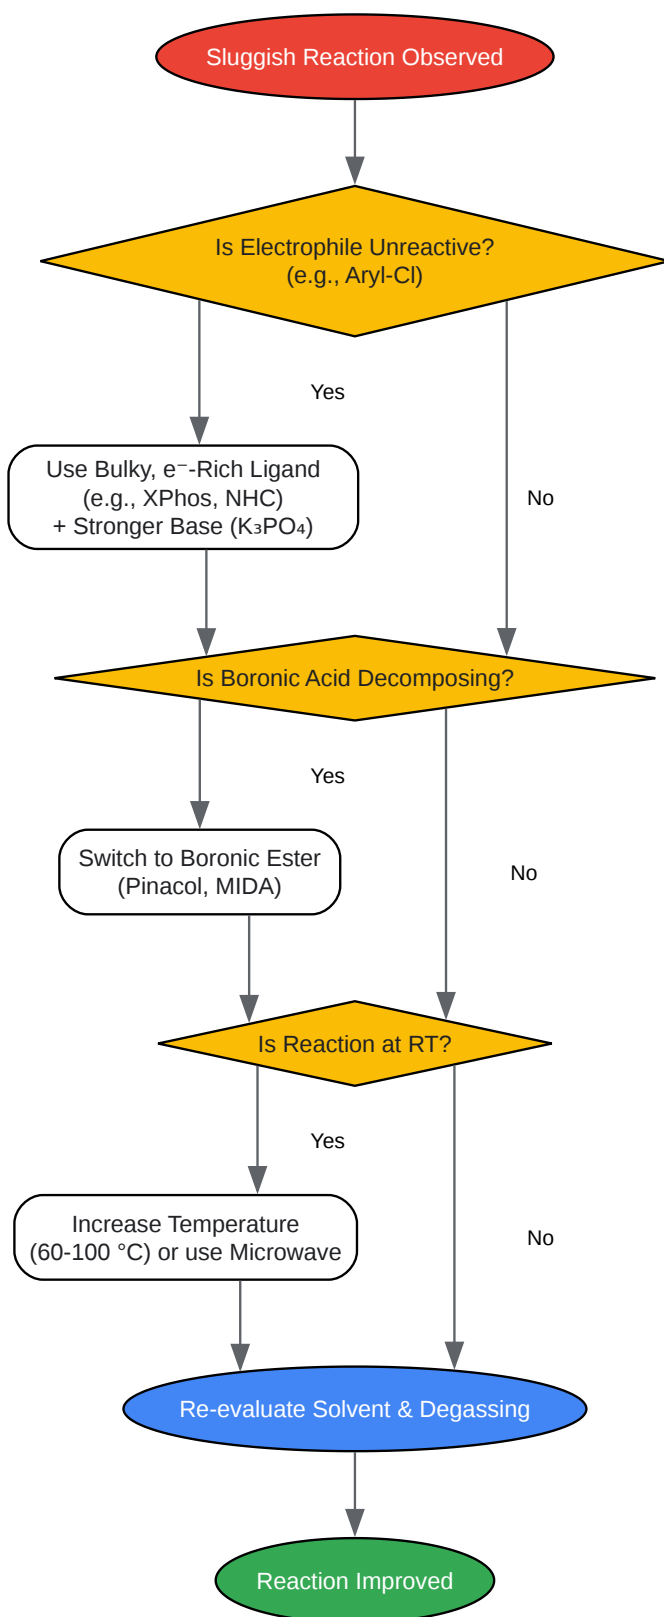 Sluggish Reaction Observed
Is Electrophile Unreactive?
(e.g., Aryl-Cl)
Yes
Use Bulky, e⁻-Rich Ligand
(e.g., XPhos, NHC)
+ Stronger Base (K₃PO₄)
No
Is Boronic Acid Decomposing?
Yes
Switch to Boronic Ester
(Pinacol, MIDA)
No
Is Reaction at RT?
Yes
Increase Temperature
(60-100 °C) or use Microwave
No
Re-evaluate Solvent & Degassing
Reaction Improved